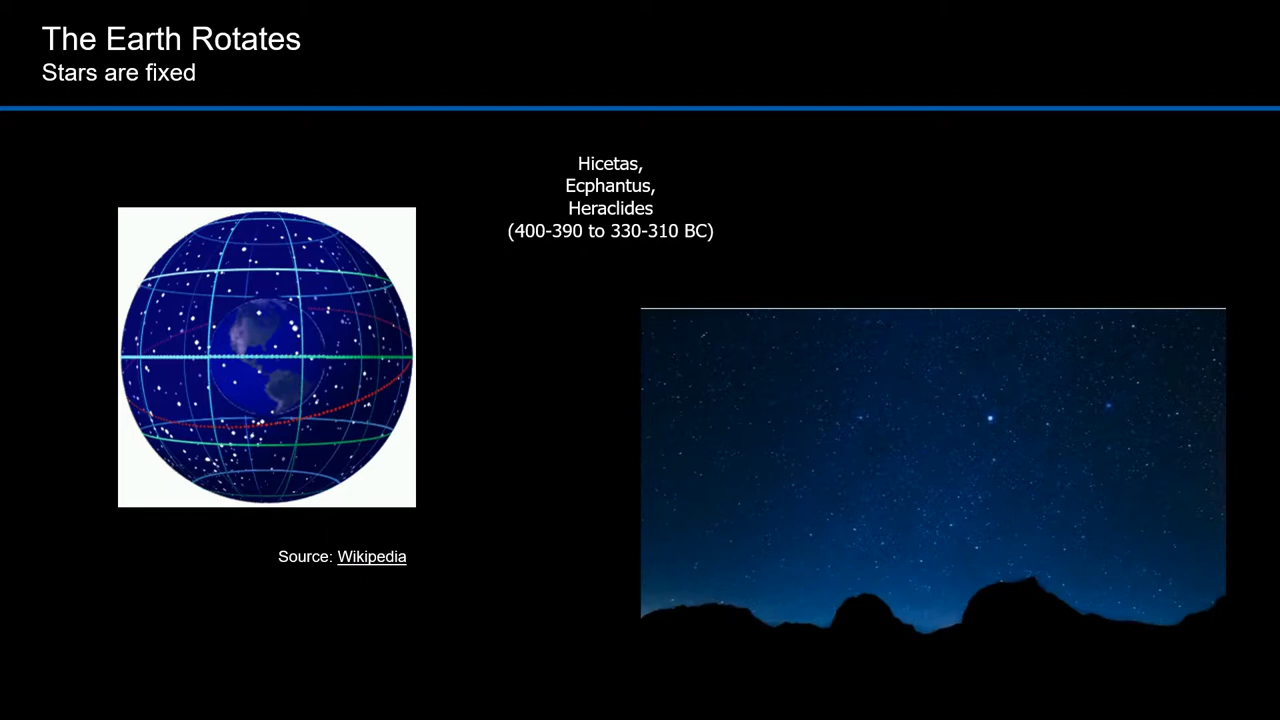 The Earth Rotates
Stars are fixed
Hicetas,
Ecphantus,
Heraclides
(400-390 to 330-310 BC)
Source: Wikipedia